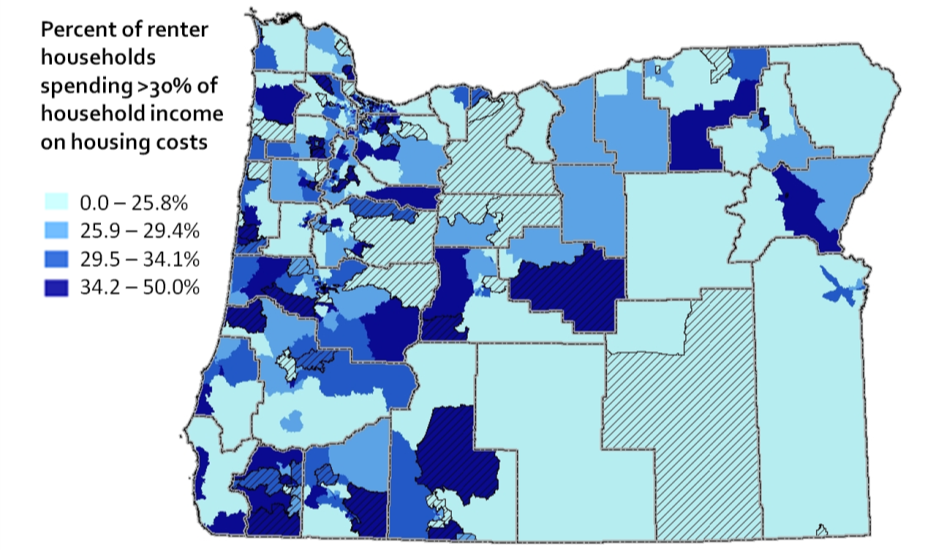 Percent of renter
households
spending >30% of
household income
on housing costs
0.0 – 25.8%
25.9 – 29.4%
29.5 – 34.1%
34.2 – 50.0%